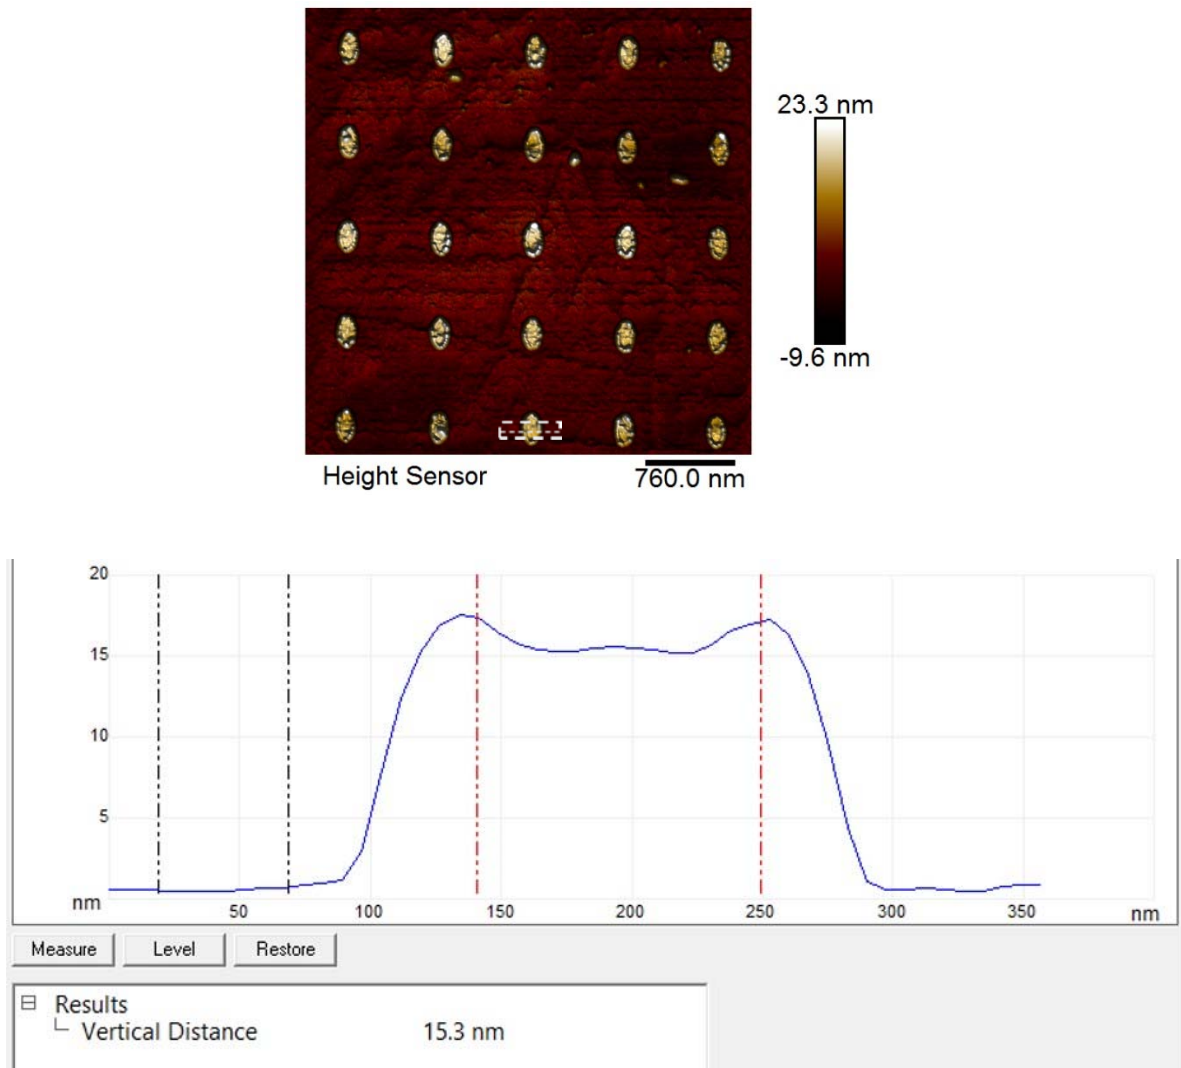 23.3 nm
-9.6 nm
Height Sensor
760.0 nm
20
15
10
5
nm
50 100 150 200 250 300 350 nm
Measure Level Restore
Results
Vertical Distance 15.3 nm